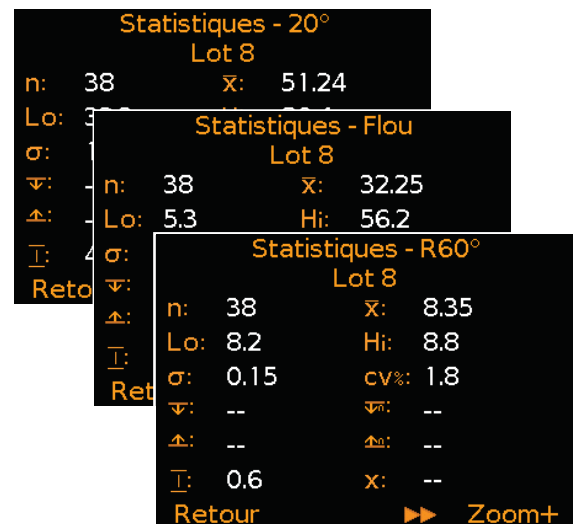 Statistiques - 20°
Lot 8
n: 38 x̅: 51.24
Lo:
σ:
Statistiques - Flou
Lot 8
n: 38 x̅: 32.25
Lo: 5.3 Hi: 56.2
σ:
Statistiques - R60°
Lot 8
n: 38 x̅: 8.35
Lo: 8.2 Hi: 8.8
σ: 0.15 cv%: 1.8
-- --
-- --
0.6 x: --
Retour Zoom+